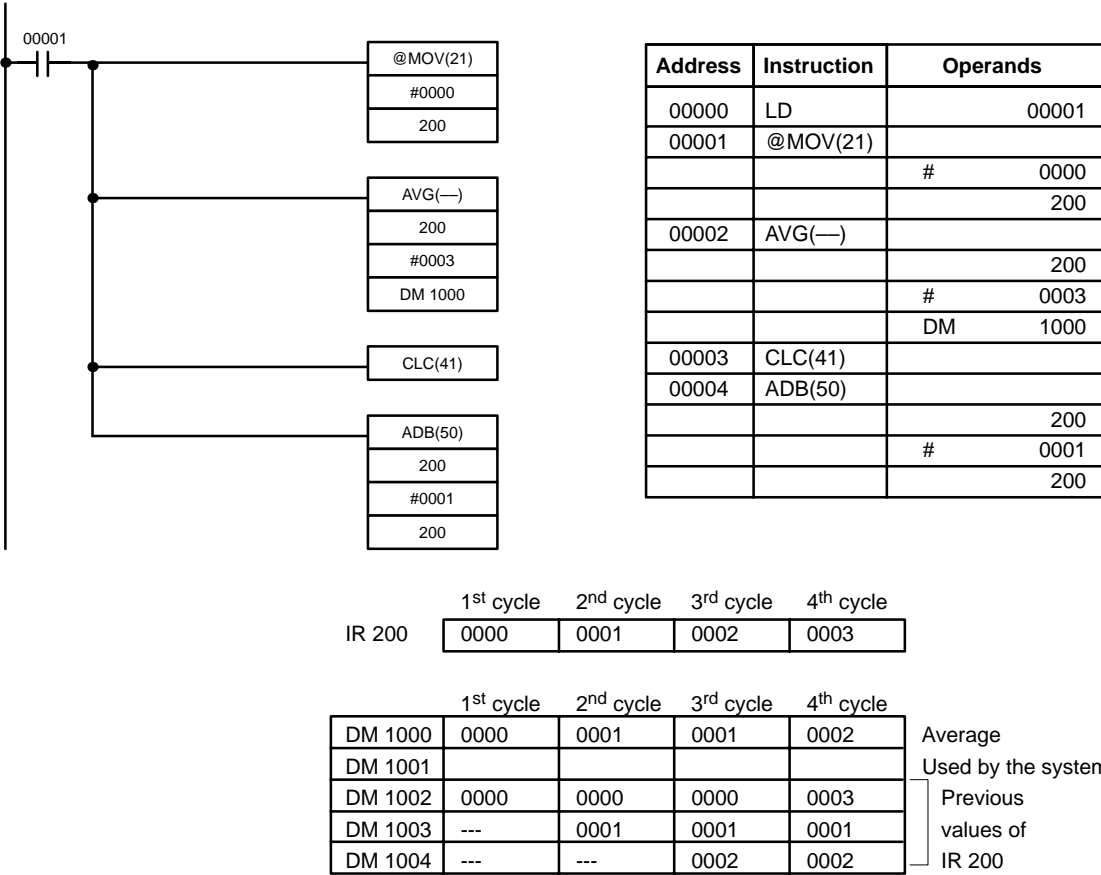 00001
@MOV(21)
#0000
200
AVG(––)
200
#0003
DM 1000
CLC(41)
ADB(50)
200
#0001
200
Address Instruction Operands
00000 LD 00001
00001 @MOV(21)
# 0000
200
00002 AVG(––)
200
# 0003
DM 1000
00003 CLC(41)
00004 ADB(50)
200
# 0001
200
1st cycle 2nd cycle 3rd cycle 4th cycle
IR 200 0000 0001 0002 0003
1st cycle 2nd cycle 3rd cycle 4th cycle
DM 1000 0000 0001 0001 0002 Average
DM 1001 Used by the system
DM 1002 0000 0000 0000 0003 Previous
DM 1003 --- 0001 0001 0001 values of
DM 1004 --- --- 0002 0002 IR 200